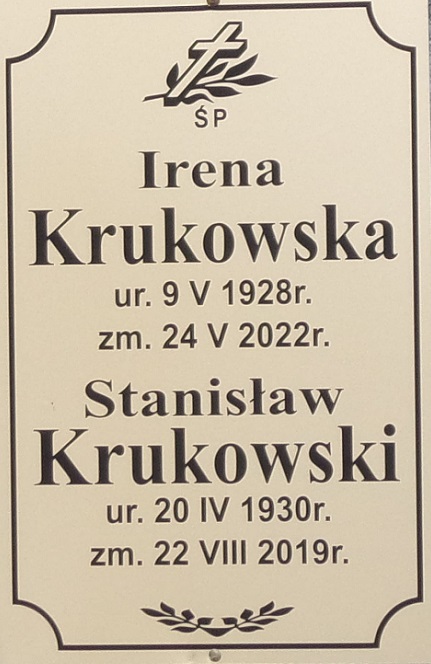 ŚP
Irena
Krukowska
ur. 9 V 1928r.
zm. 24 V 2022r.
Stanisław
Krukowski
ur. 20 IV 1930r.
zm. 22 VIII 2019r.